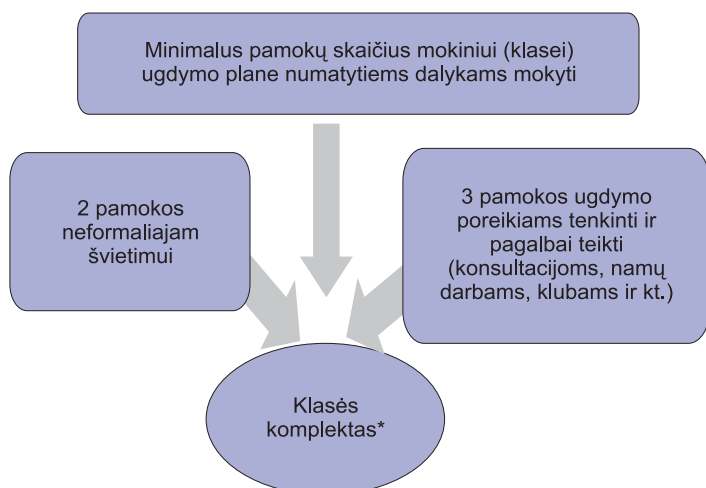 Minimalus pamokų skaičius mokiniui (klasei)
ugdymo plane numatytiems dalykams mokyti
2 pamokos
neformaliajam
švietimui
3 pamokos ugdymo
poreikiams tenkinti ir
pagalbai teikti
(konsultacijoms, namų
darbams, klubams ir kt.)
Klasės
komplektas*